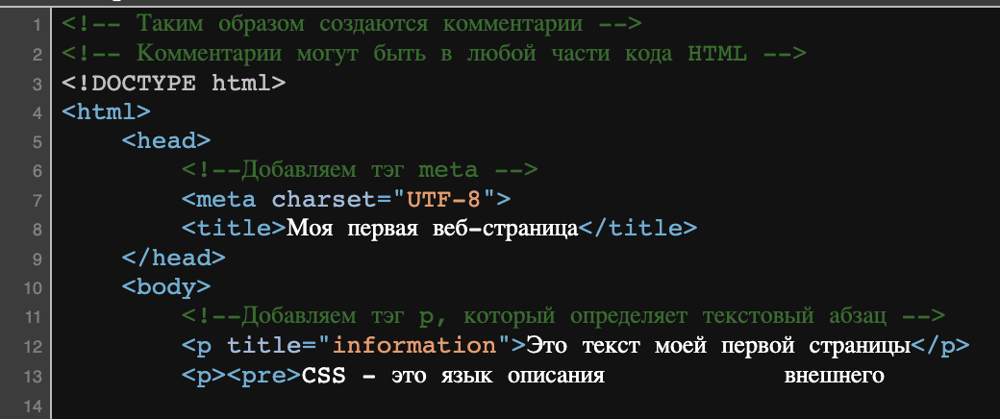 1 <!-- Таким образом создаются комментарии -->
2 <!-- Комментарии могут быть в любой части кода HTML -->
3 <!DOCTYPE html>
4 <html>
5 <head>
6 <!--Добавляем тэг meta -->
7 <meta charset="UTF-8">
8 <title>Моя первая веб-страница</title>
9 </head>
10 <body>
11 <!--Добавляем тэг p, который определяет текстовый абзац -->
12 <p title="information">Это текст моей первой страницы</p>
13 <p><pre>CSS - это язык описания внешнего
14